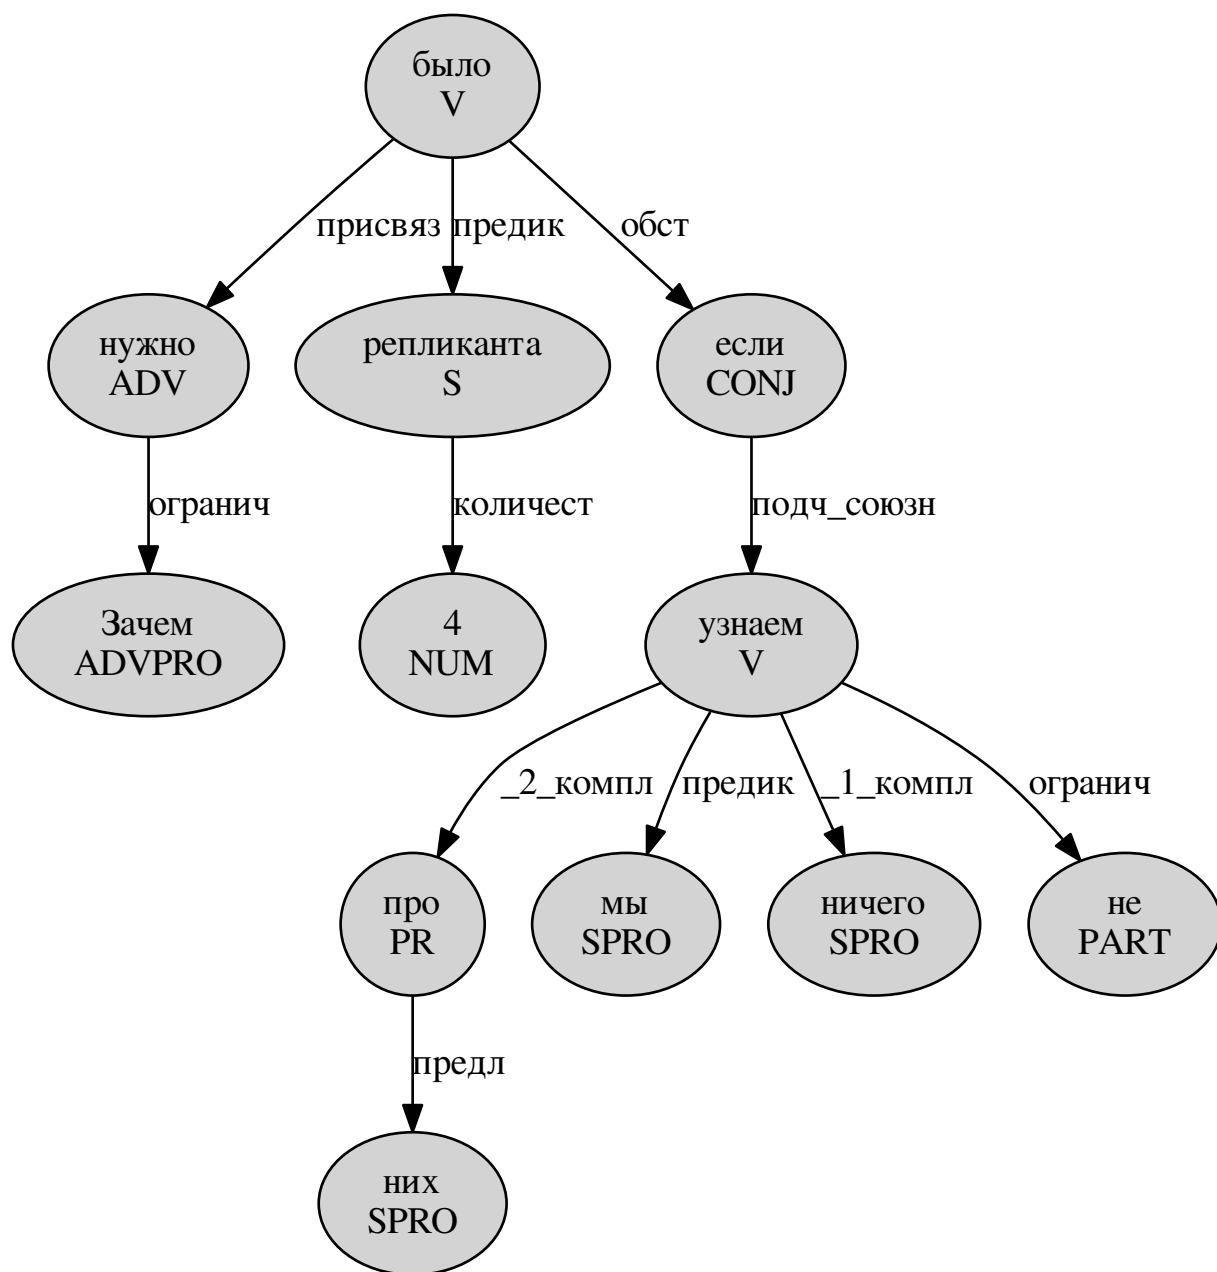 было
V
присвяз
предик
обст
нужно
ADV
репликанта
S
если
CONJ
огранич
количест
подч_союзн
Зачем
ADVPRO
4
NUM
узнаем
V
_2_компл
предик
_1_компл
огранич
про
PR
мы
SPRO
ничего
SPRO
не
PART
предл
них
SPRO